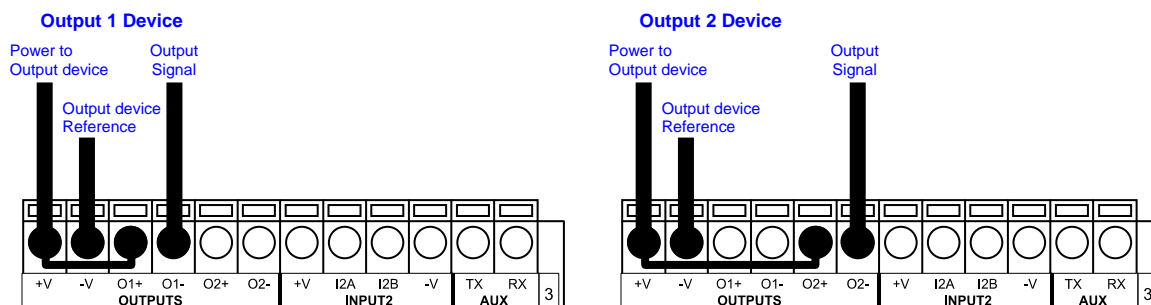 Output 1 Device
Power to
Output device
Output
Signal
Output device
Reference
+V -V O1+ O1- O2+ O2- +V I2A I2B -V TX RX
OUTPUTS INPUT2 AUX
3
Output 2 Device
Power to
Output device
Output
Signal
Output device
Reference
+V -V O1+ O1- O2+ O2- +V I2A I2B -V TX RX
OUTPUTS INPUT2 AUX
3